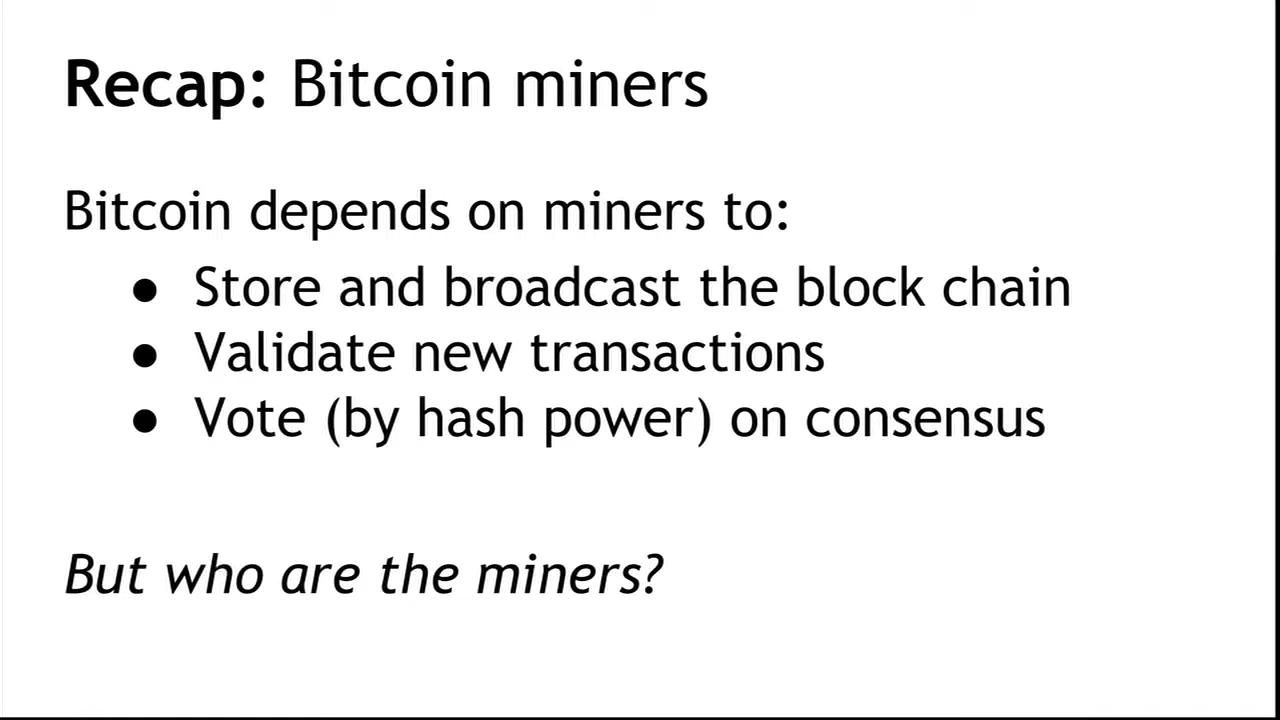 Recap: Bitcoin miners
Bitcoin depends on miners to:
● Store and broadcast the block chain
● Validate new transactions
● Vote (by hash power) on consensus
But who are the miners?